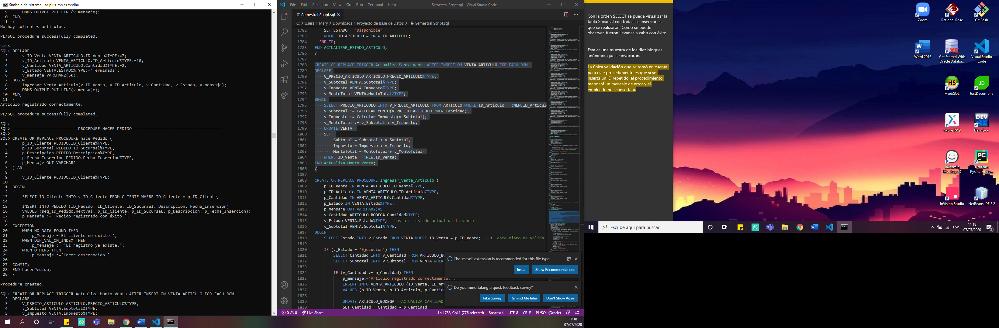 Símbolo del sistema - sqlplus sys as sysdba
9 DBMS_OUTPUT.PUT_LINE(v_mensaje);
10 END;
11 /
No hay sufientes articulos.
PL/SQL procedure successfully completed.
SQL>
SQL> DECLARE
2 v_ID_Venta VENTA_ARTICULO.ID_Venta%TYPE:=7;
3 v_ID_Articulo VENTA_ARTICULO.ID_Articulo%TYPE:=10;
4 v_Cantidad VENTA_ARTICULO.Cantidad%TYPE:=2;
5 v_Estado VENTA.ESTADO%TYPE:='Terminada';
6 v_mensaje VARCHAR2(50);
7 BEGIN
8 Ingresar_Venta_Articulo(v_ID_Venta, v_ID_Articulo, v_Cantidad, v_Estado, v_mensaje);
9 DBMS_OUTPUT.PUT_LINE(v_mensaje);
10 END;
11 /
Articulo registrado correctamente.
PL/SQL procedure successfully completed.
SQL>
SQL> ---------------------------PROCEDURE HACER PEDIDO-------------------------------------
SQL>
SQL> CREATE OR REPLACE PROCEDURE hacerPedido (
2 p_ID_Cliente PEDIDO.ID_Cliente%TYPE,
3 p_ID_Sucursal PEDIDO.ID_Sucursal%TYPE,
4 p_Descripcion PEDIDO.Descripcion%TYPE,
5 p_Fecha_Insercion PEDIDO.Fecha_Insercion%TYPE,
6 p_Mensaje OUT VARCHAR2
7 ) AS
8
9 v_ID_Cliente PEDIDO.ID_Cliente%TYPE;
10
11 BEGIN
12
13 SELECT ID_Cliente INTO v_ID_Cliente FROM CLIENTE WHERE ID_Cliente = p_ID_Cliente;
14
15 INSERT INTO PEDIDO (ID_Pedido, ID_Cliente, ID_Sucursal, Descripcion, Fecha_Insercion)
16 VALUES (seq_ID_Pedido.nextval, p_ID_Cliente, p_ID_SucursaL, p_Descripcion, p_Fecha_Insercion);
17 p_Mensaje := 'Pedido registrado con éxito.';
18
19 EXCEPTION
20 WHEN NO_DATA_FOUND THEN
21 p_Mensaje:='El cliente no existe.';
22 WHEN DUP_VAL_ON_INDEX THEN
23 p_Mensaje := 'El registro ya existe.';
24 WHEN OTHERS THEN
25 p_Mensaje :='Error desconocido.';
26
27 COMMIT;
28 END hacerPedido;
29 /
Procedure created.
SQL> CREATE OR REPLACE TRIGGER Actualiza_Monto_Venta AFTER INSERT ON VENTA_ARTICULO FOR EACH ROW
2 DECLARE
3 V_PRECIO_ARTICULO ARTICULO.PRECIO_ARTICULO%TYPE;
4 v_Subtotal VENTA.Subtotal%TYPE;
5 v_Impuesto VENTA.Impuesto%TYPE;
File Edit Selection View Go Run Terminal Help
Semestral Script.sql - Visual Studio Code
Semestral Script.sql
C: > Users > Mary > Downloads > Proyecto de Base de Datos > Semestral Script.sql
1782 SET ESTADO = 'Disponible'
1783 WHERE ID_ARTICULO = :NEW.ID_ARTICULO;
1784 END IF;
1785 END ACTUALIZAR_ESTADO_ARTICULO;
1786 /
1787
1788 CREATE OR REPLACE TRIGGER Actualiza_Monto_Venta AFTER INSERT ON VENTA_ARTICULO FOR EACH ROW
1789 DECLARE
1790 V_PRECIO_ARTICULO ARTICULO.PRECIO_ARTICULO%TYPE;
1791 v_Subtotal VENTA.Subtotal%TYPE;
1792 v_Impuesto VENTA.Impuesto%TYPE;
1793 v_MontoTotal VENTA.MontoTotal%TYPE;
1794 BEGIN
1795 SELECT PRECIO_ARTICULO INTO V_PRECIO_ARTICULO FROM ARTICULO WHERE ID_Articulo = :NEW.ID_Articulo
1796 v_Subtotal := CALCULAR_MONTO(V_PRECIO_ARTICULO,:NEW.Cantidad);
1797 v_Impuesto := Calcular_Impuesto(v_Subtotal);
1798 v_MontoTotal := v_Subtotal + v_Impuesto;
1799 UPDATE VENTA
1800 SET
1801 Subtotal = Subtotal + v_Subtotal,
1802 Impuesto = Impuesto + v_Impuesto,
1803 MontoTotal = MontoTotal + v_MontoTotal
1804 WHERE ID_Venta = :NEW.ID_Venta;
1805 END Actualiza_Monto_Venta;
1806 /
1807
1808 CREATE OR REPLACE PROCEDURE Ingresar_Venta_Articulo (
1809 p_ID_Venta IN VENTA_ARTICULO.ID_Venta%TYPE,
1810 p_ID_Articulo IN VENTA_ARTICULO.ID_Articulo%TYPE,
1811 p_Cantidad IN VENTA_ARTICULO.Cantidad%TYPE,
1812 p_Estado IN VENTA.Estado%TYPE,
1813 p_mensaje OUT VARCHAR2)AS
1814 v_Cantidad ARTICULO_BODEGA.Cantidad%TYPE;
1815 v_Estado VENTA.Estado%TYPE;-- busca el estado actual de la venta
1816 v_Subtotal VENTA.Subtotal%TYPE;
1817 BEGIN
1818 SELECT Estado INTO v_Estado FROM VENTA WHERE ID_Venta = p_ID_Venta; -- 1. esto mismo me valida
1819
1820 IF (v_Estado = 'Ejecucion') THEN
1821 SELECT Cantidad INTO v_Cantidad FROM ARTICULO_BO
1822 SELECT Subtotal INTO v_Subtotal FROM VENTA WHERE
1823
1824 IF (v_Cantidad >= p_Cantidad) THEN
1825 p_mensaje:='Articulo registrado correctamente.';
1826 INSERT INTO VENTA_ARTICULO (ID_Venta, ID_Art
1827 VALUES (p_ID_Venta, p_ID_Articulo, p_Cantida
1828
1829 UPDATE ARTICULO_BODEGA --ACTUALIZA CANTIDAD
1830 SET Cantidad = Cantidad - p_Cantidad
The 'mssql' extension is recommended for this file type.
Install Show Recommendations
Do you mind taking a quick feedback survey?
Take Survey Remind Me later Don't Show Again
0 0 Live Share Ln 1788, Col 1 (776 selected) Spaces: 4 UTF-8 CRLF PL/SQL (Oracle)
11:18
07/07/2020
Con la orden SELECT se puede visualizar la
tabla Sucursal con todas las inserciones
que se realizaron. Como se puede
observar, fueron llevadas a cabo con éxito.
Esta es una muestra de los diez bloques
anónimos que se invocaron.
La única validación que se tomó en cuenta
para este procedimiento es que si se
inserta un ID repetido, el procedimiento
mandará un mensaje de error y el
empleado no se insertará.
Zoom
Rational Rose
Git Bash
Word 2016
Get Started With Oracle Databa...
Visual Studio Code
HeidiSQL
JustDecompile
Axure RP 9
Dev-C++
Balsamiq Mockups 3
JetBrains PyCharm Co...
InVision Studio
NetBeans IDE 8.2
Escribe aquí para buscar
ESP
11:18
07/07/2020
2